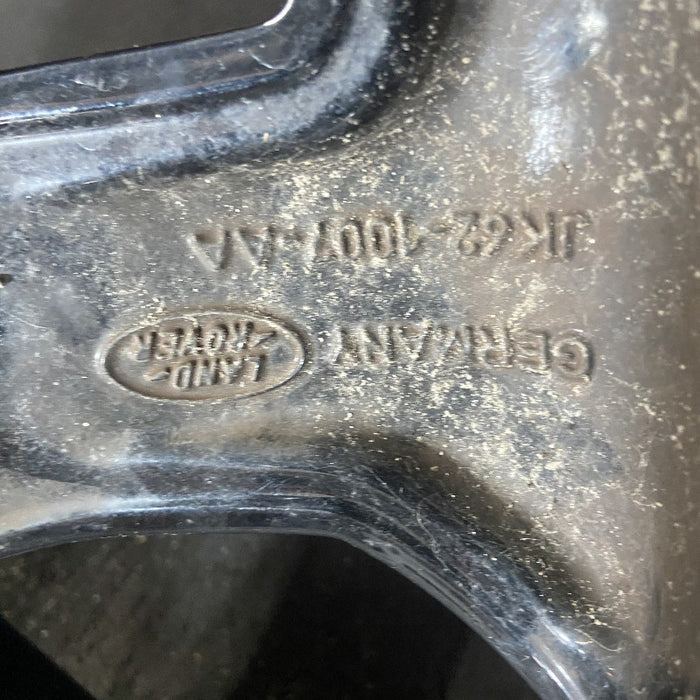 GERMANY
LAND-
-ROVER
JK62-1007-AA